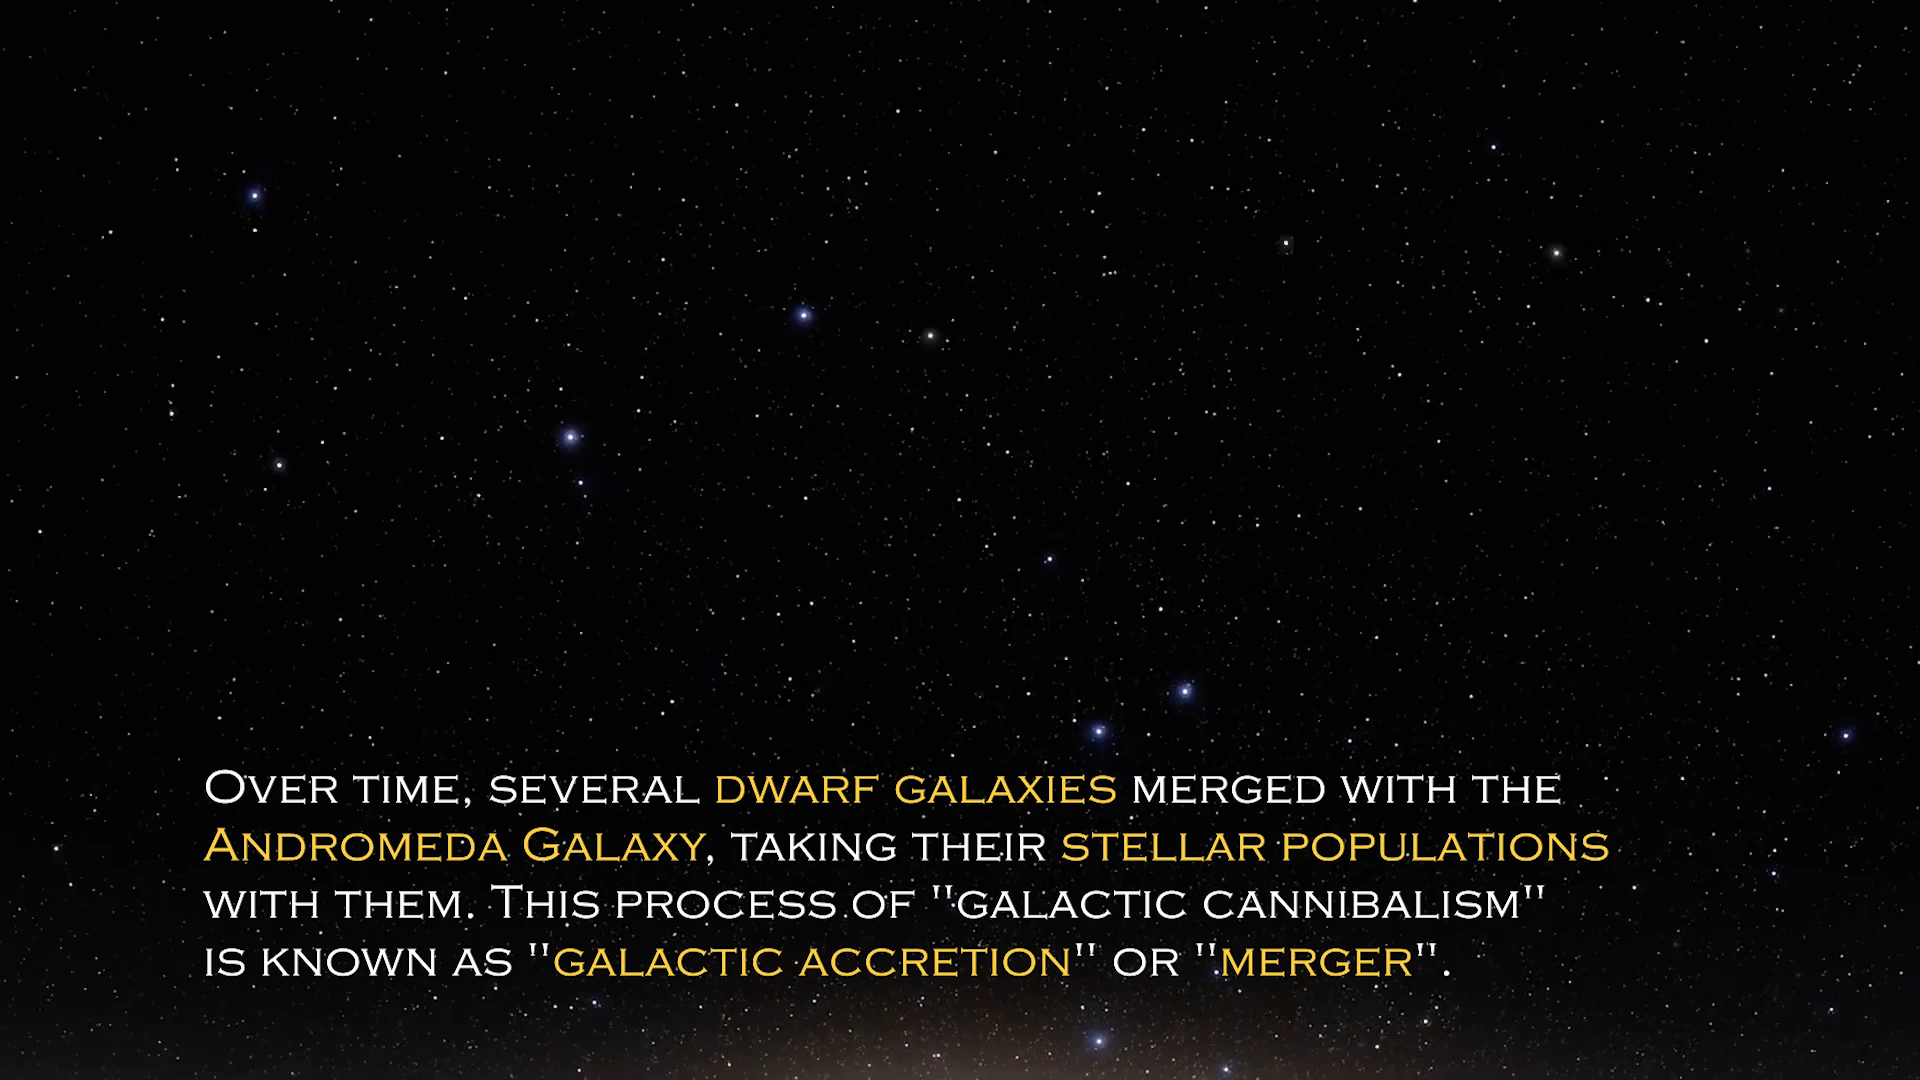 Over time, several dwarf galaxies merged with the
Andromeda Galaxy, taking their stellar populations
with them. This process of "galactic cannibalism"
is known as "galactic accretion" or "merger".